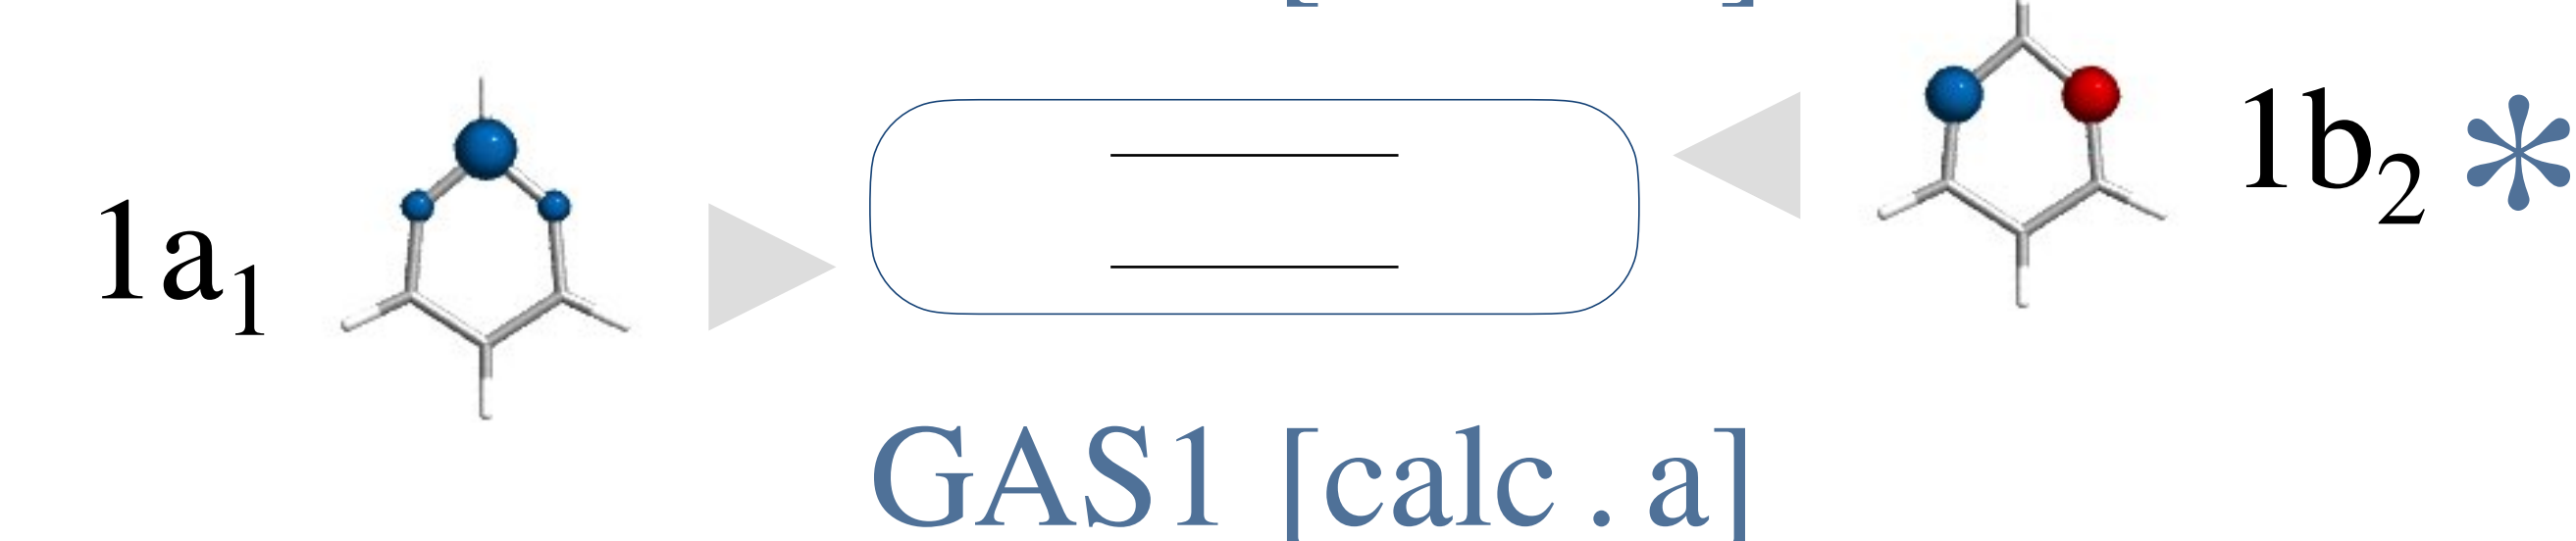 1a₁
1b₂ *
GAS1 [calc . a]